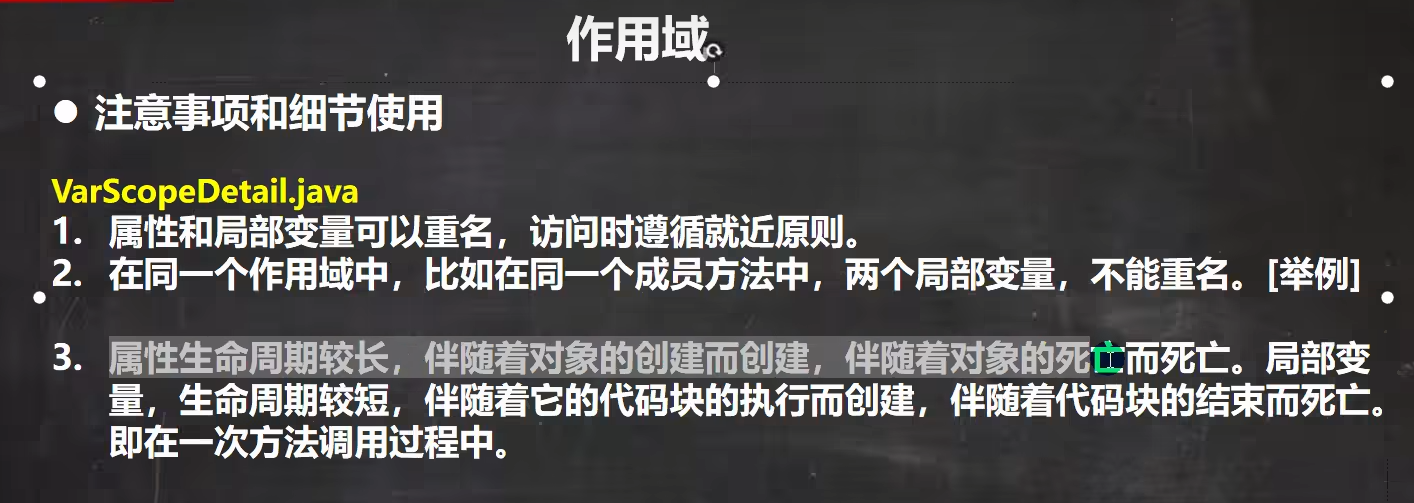 作用域
● 注意事项和细节使用
VarScopeDetail.java
1. 属性和局部变量可以重名，访问时遵循就近原则。
2. 在同一个作用域中，比如在同一个成员方法中，两个局部变量，不能重名。[举例]
3. 属性生命周期较长，伴随着对象的创建而创建，伴随着对象的死亡而死亡。局部变
量，生命周期较短，伴随着它的代码块的执行而创建，伴随着代码块的结束而死亡。
即在一次方法调用过程中。